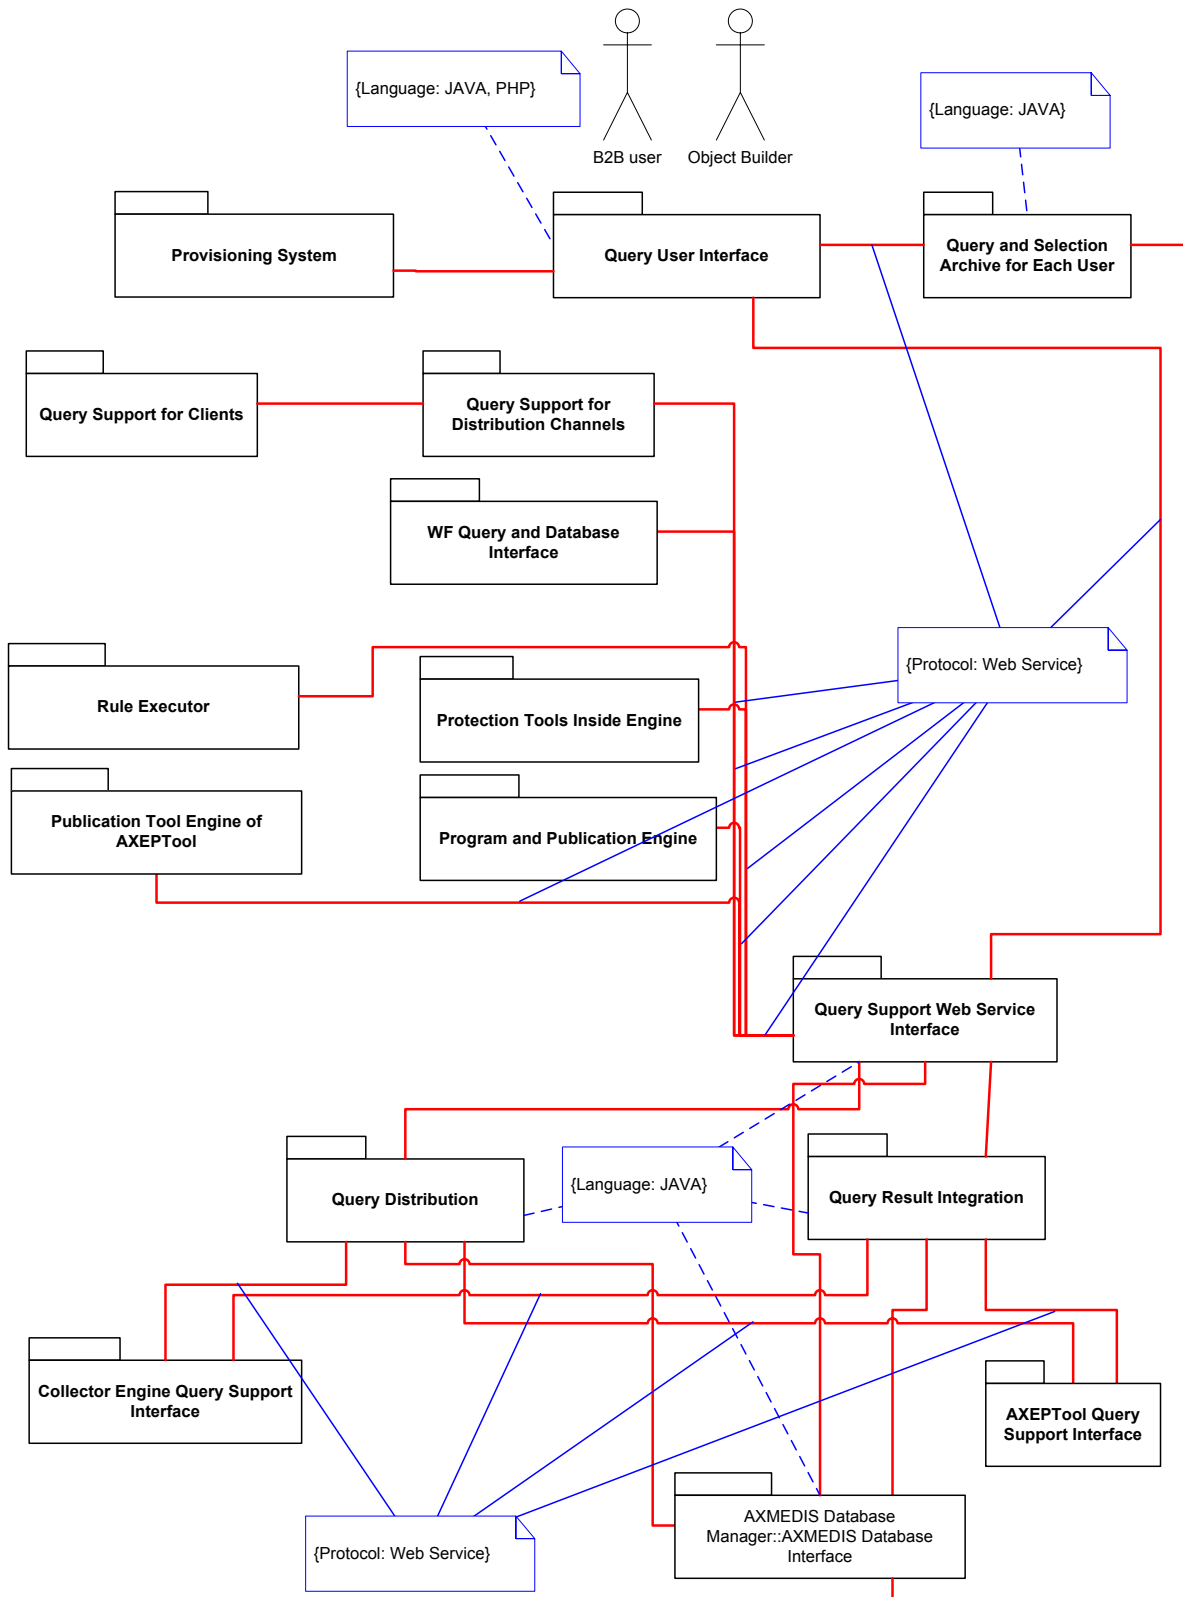 {Language: JAVA, PHP}
{Language: JAVA}
B2B user
Object Builder
Provisioning System
Query User Interface
Query and Selection
Archive for Each User
Query Support for Clients
Query Support for
Distribution Channels
WF Query and Database
Interface
{Protocol: Web Service}
Rule Executor
Protection Tools Inside Engine
Publication Tool Engine of
AXEPTool
Program and Publication Engine
Query Support Web Service
Interface
Query Distribution
{Language: JAVA}
Query Result Integration
Collector Engine Query Support
Interface
AXEPTool Query
Support Interface
AXMEDIS Database
Manager::AXMEDIS Database
Interface
{Protocol: Web Service}